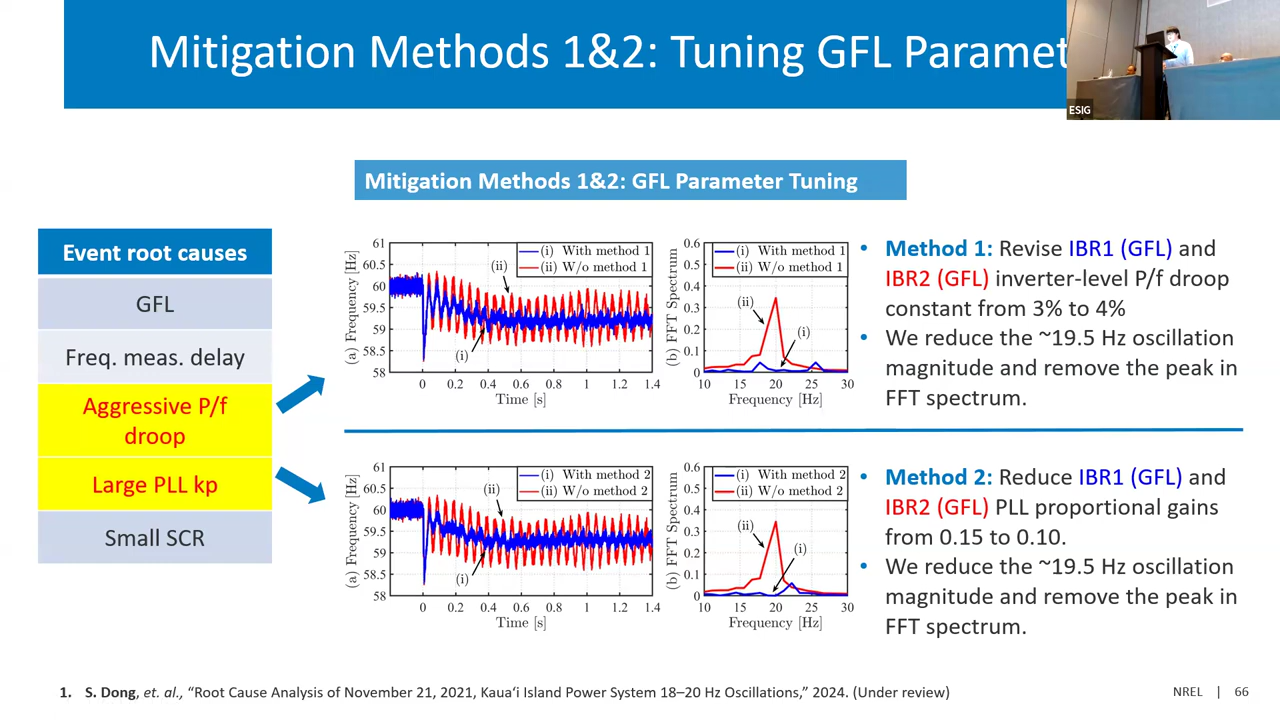 Mitigation Methods 1&2: Tuning GFL Paramet
ESIG
Mitigation Methods 1&2: GFL Parameter Tuning
Event root causes
GFL
Freq. meas. delay
Aggressive P/f
droop
Large PLL kp
Small SCR
(a) Frequency [Hz]
61
60.5
60
59.5
59
58.5
58
(i) With method 1
(ii) W/o method 1
(ii)
(i)
0 0.2 0.4 0.6 0.8 1 1.2 1.4
Time [s]
(b) FFT Spectrum
0.6
0.5
0.4
0.3
0.2
0.1
0
(i) With method 1
(ii) W/o method 1
(ii)
(i)
10 15 20 25 30
Frequency [Hz]
• Method 1: Revise IBR1 (GFL) and
IBR2 (GFL) inverter-level P/f droop
constant from 3% to 4%
• We reduce the ~19.5 Hz oscillation
magnitude and remove the peak in
FFT spectrum.
(a) Frequency [Hz]
61
60.5
60
59.5
59
58.5
58
(i) With method 2
(ii) W/o method 2
(ii)
(i)
0 0.2 0.4 0.6 0.8 1 1.2 1.4
Time [s]
(b) FFT Spectrum
0.6
0.5
0.4
0.3
0.2
0.1
0
(i) With method 2
(ii) W/o method 2
(ii)
(i)
10 15 20 25 30
Frequency [Hz]
• Method 2: Reduce IBR1 (GFL) and
IBR2 (GFL) PLL proportional gains
from 0.15 to 0.10.
• We reduce the ~19.5 Hz oscillation
magnitude and remove the peak in
FFT spectrum.
1. S. Dong, et. al., “Root Cause Analysis of November 21, 2021, Kauaʻi Island Power System 18–20 Hz Oscillations,” 2024. (Under review)
NREL | 66